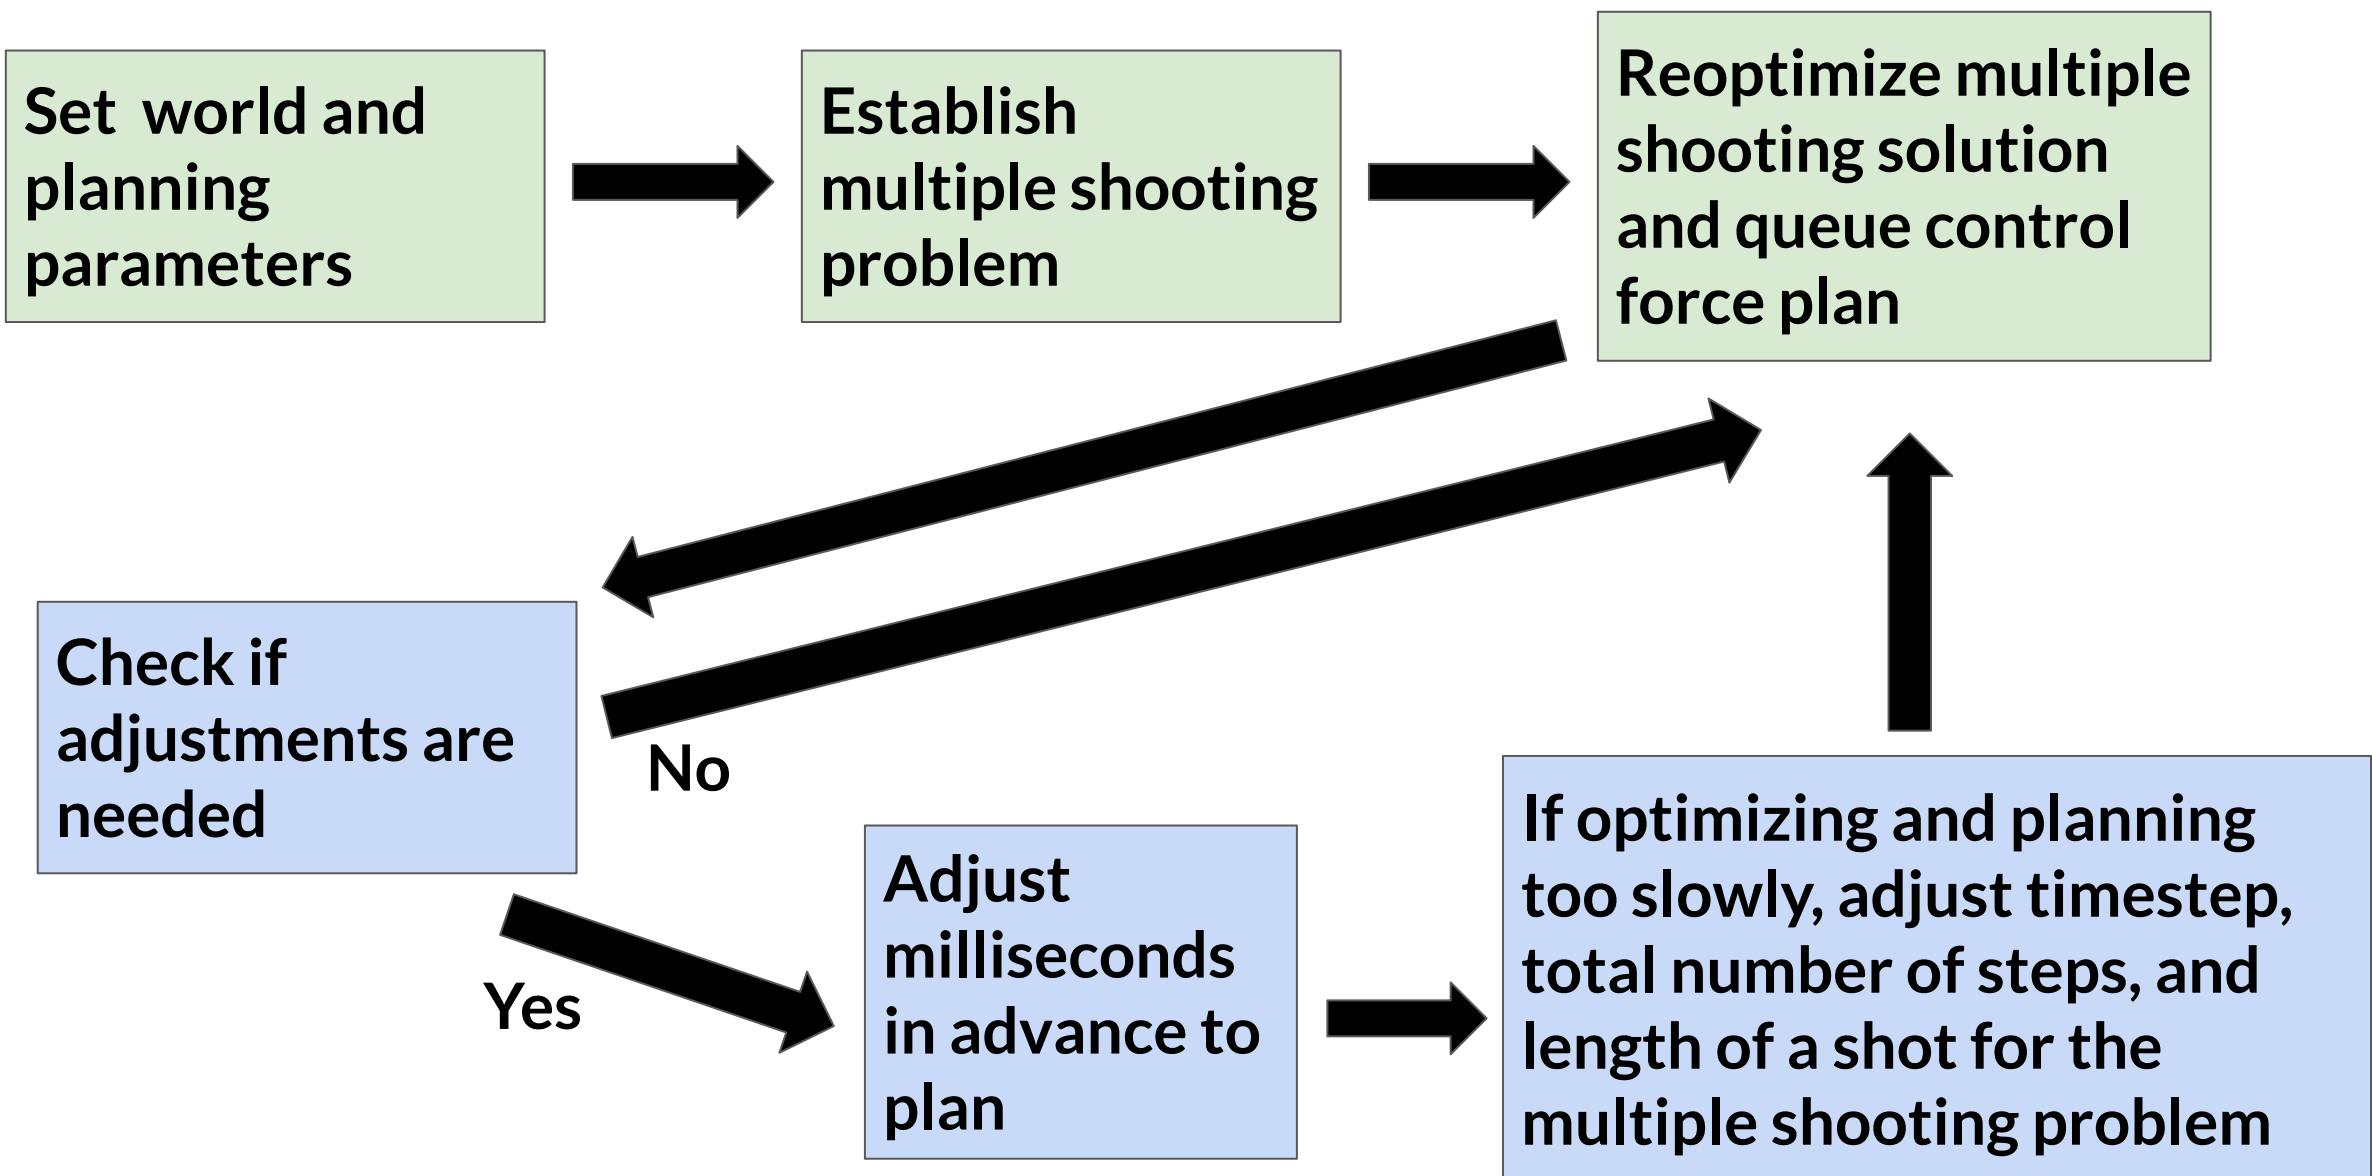 Set  world and
planning
parameters
Establish
multiple shooting
problem
Reoptimize multiple
shooting solution
and queue control
force plan
Check if
adjustments are
needed
No
Yes
Adjust
milliseconds
in advance to
plan
If optimizing and planning
too slowly, adjust timestep,
total number of steps, and
length of a shot for the
multiple shooting problem